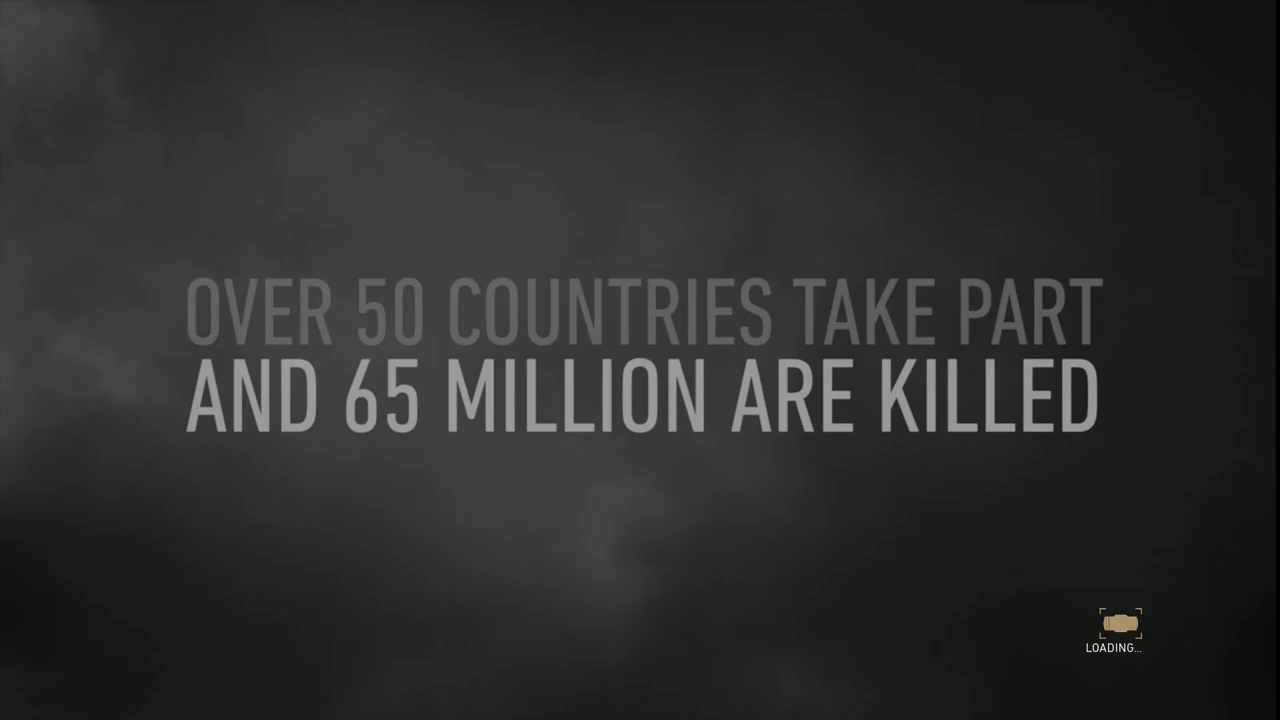 OVER 50 COUNTRIES TAKE PART
AND 65 MILLION ARE KILLED
LOADING...